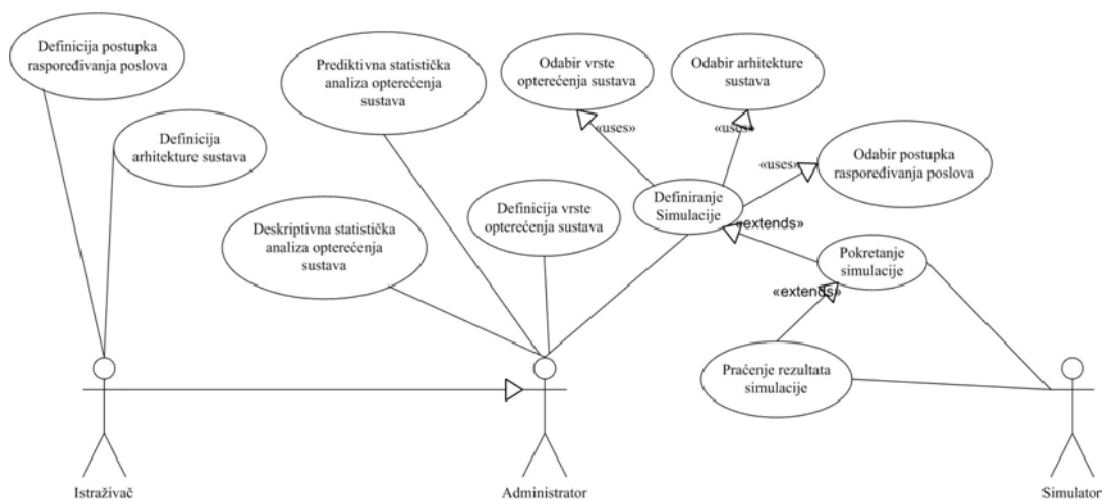 Definicija postupka
raspoređivanja poslova
Definicija
arhitekture sustava
Prediktivna statistička
analiza opterećenja
sustava
Deskriptivna statistička
analiza opterećenja
sustava
Definicija vrste
opterećenja sustava
Odabir vrste
opterećenja sustava
Odabir arhitekture
sustava
«uses»
«uses»
«uses»
Odabir postupka
raspoređivanja poslova
Definiranje
Simulacije
«extends»
Pokretanje
simulacije
«extends»
Praćenje rezultata
simulacije
Istraživač
Administrator
Simulator